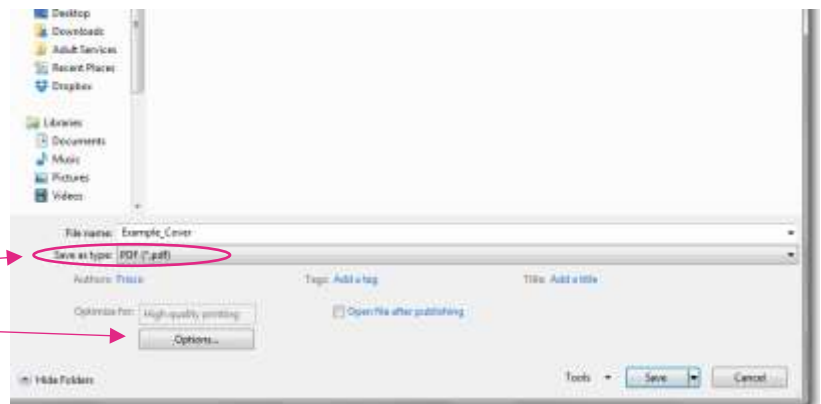 Desktop
Downloads
Adult Services
Recent Places
Dropbox
Libraries
Documents
Music
Pictures
Videos
File name: Example_Cover
Save as type: PDF (*.pdf)
Authors:
Tags: Add a tag
Title: Add a title
Optimize for: High quality printing
Open file after publishing
Options...
Hide Folders
Tools
Save
Cancel